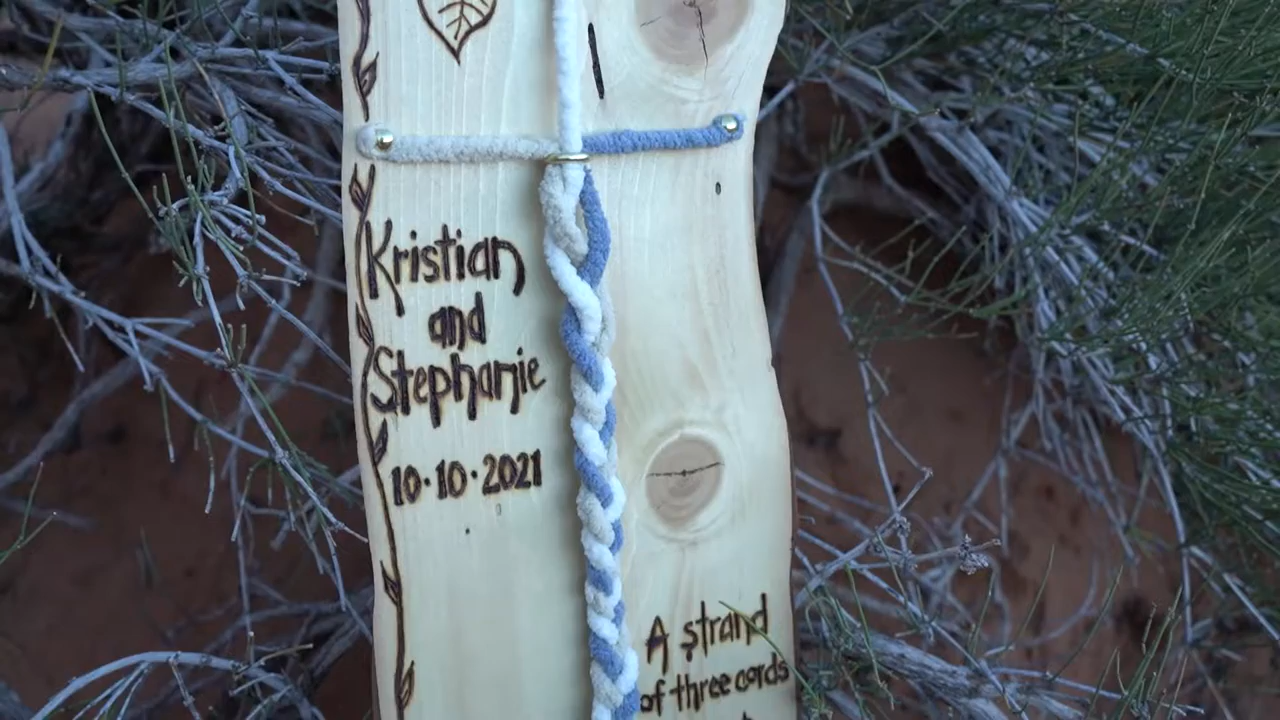 Kristian
and
Stephanie
10·10·2021
A strand
of three cords